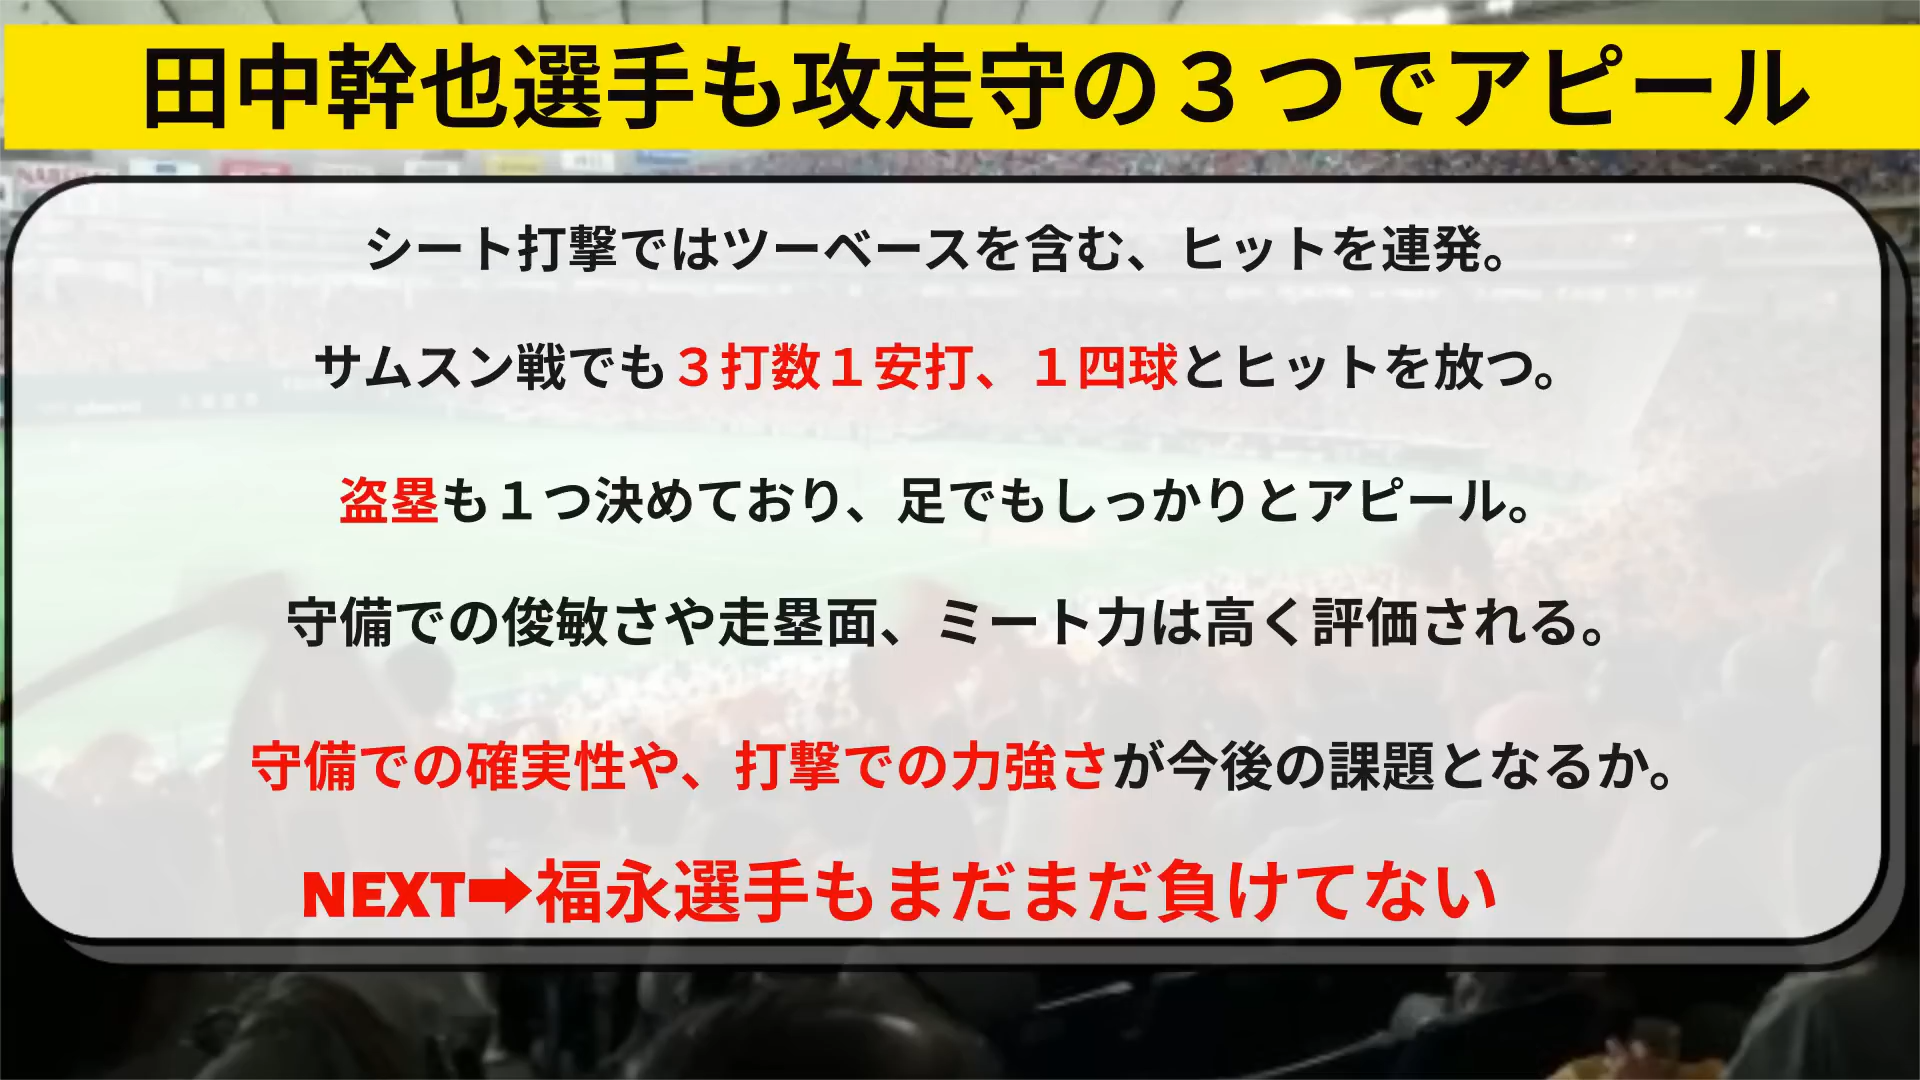 田中幹也選手も攻走守の３つでアピール
シート打撃ではツーベースを含む、ヒットを連発。
サムスン戦でも３打数１安打、１四球とヒットを放つ。
盗塁も１つ決めており、足でもしっかりとアピール。
守備での俊敏さや走塁面、ミート力は高く評価される。
守備での確実性や、打撃での力強さが今後の課題となるか。
NEXT➡福永選手もまだまだ負けてない